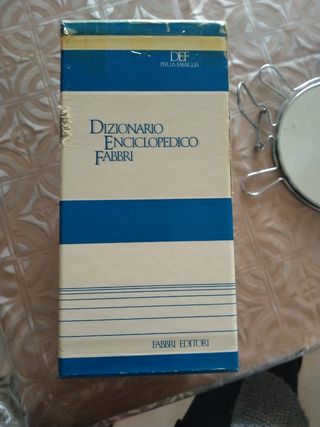 DEF
PER LA FAMIGLIA
DIZIONARIO
ENCICLOPEDICO
FABBRI
FABBRI EDITORI